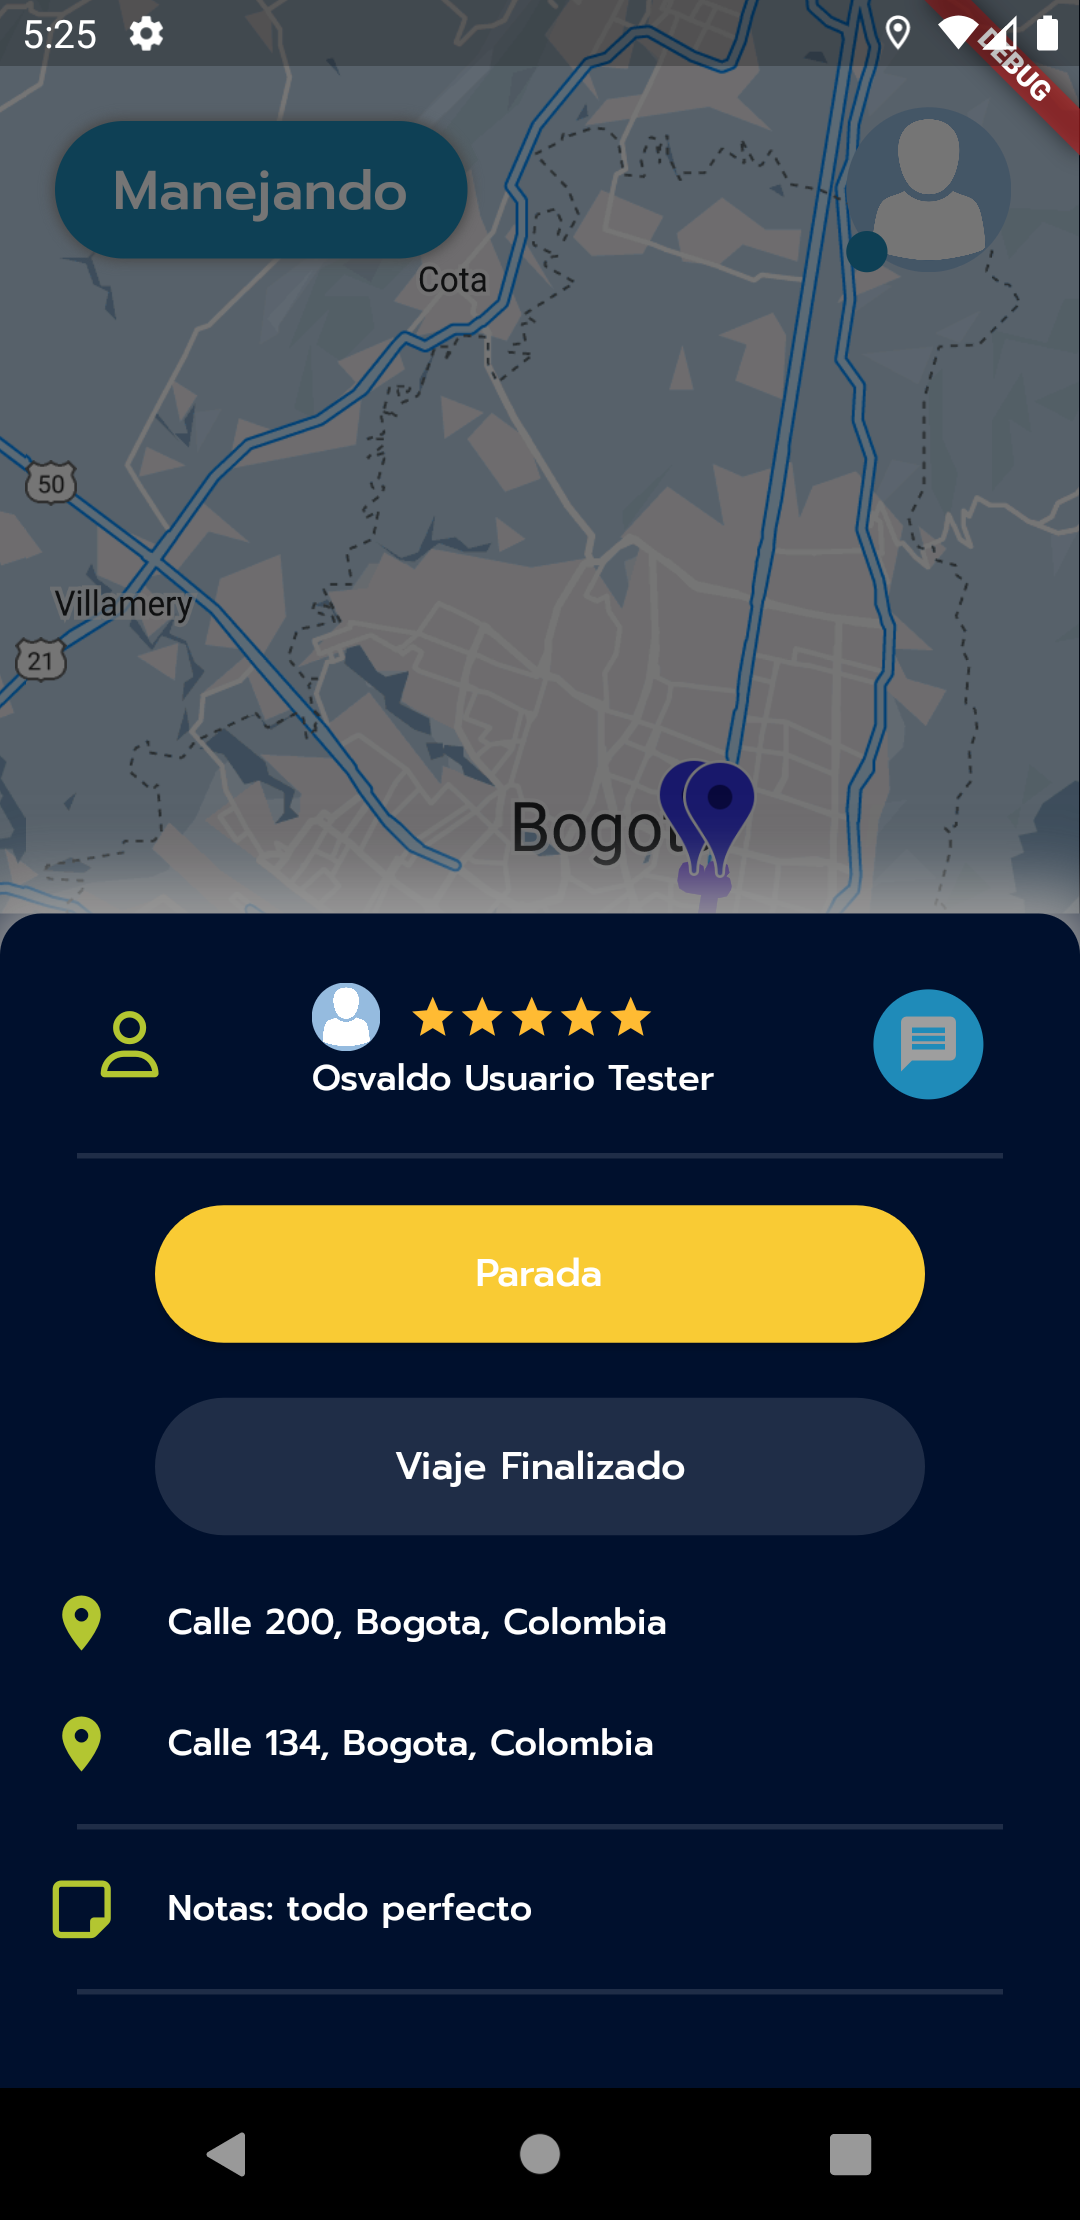 5:25
DEBUG
Manejando
Cota
50
Villamery
21
Bogot
Osvaldo Usuario Tester
Parada
Viaje Finalizado
Calle 200, Bogota, Colombia
Calle 134, Bogota, Colombia
Notas: todo perfecto